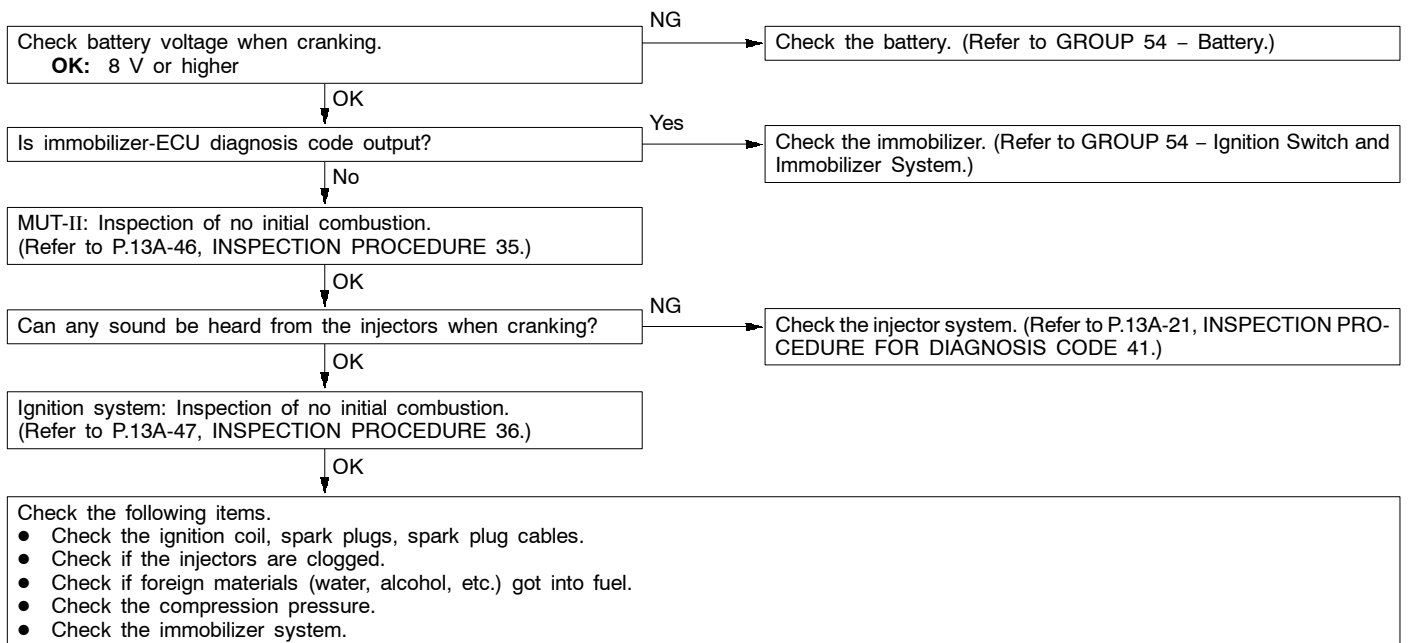 Check battery voltage when cranking.
OK: 8 V or higher
NG
Check the battery. (Refer to GROUP 54 – Battery.)
OK
Is immobilizer-ECU diagnosis code output?
Yes
Check the immobilizer. (Refer to GROUP 54 – Ignition Switch and
Immobilizer System.)
No
MUT-II: Inspection of no initial combustion.
(Refer to P.13A-46, INSPECTION PROCEDURE 35.)
OK
Can any sound be heard from the injectors when cranking?
NG
Check the injector system. (Refer to P.13A-21, INSPECTION PRO-
CEDURE FOR DIAGNOSIS CODE 41.)
OK
Ignition system: Inspection of no initial combustion.
(Refer to P.13A-47, INSPECTION PROCEDURE 36.)
OK
Check the following items.
● Check the ignition coil, spark plugs, spark plug cables.
● Check if the injectors are clogged.
● Check if foreign materials (water, alcohol, etc.) got into fuel.
● Check the compression pressure.
● Check the immobilizer system.